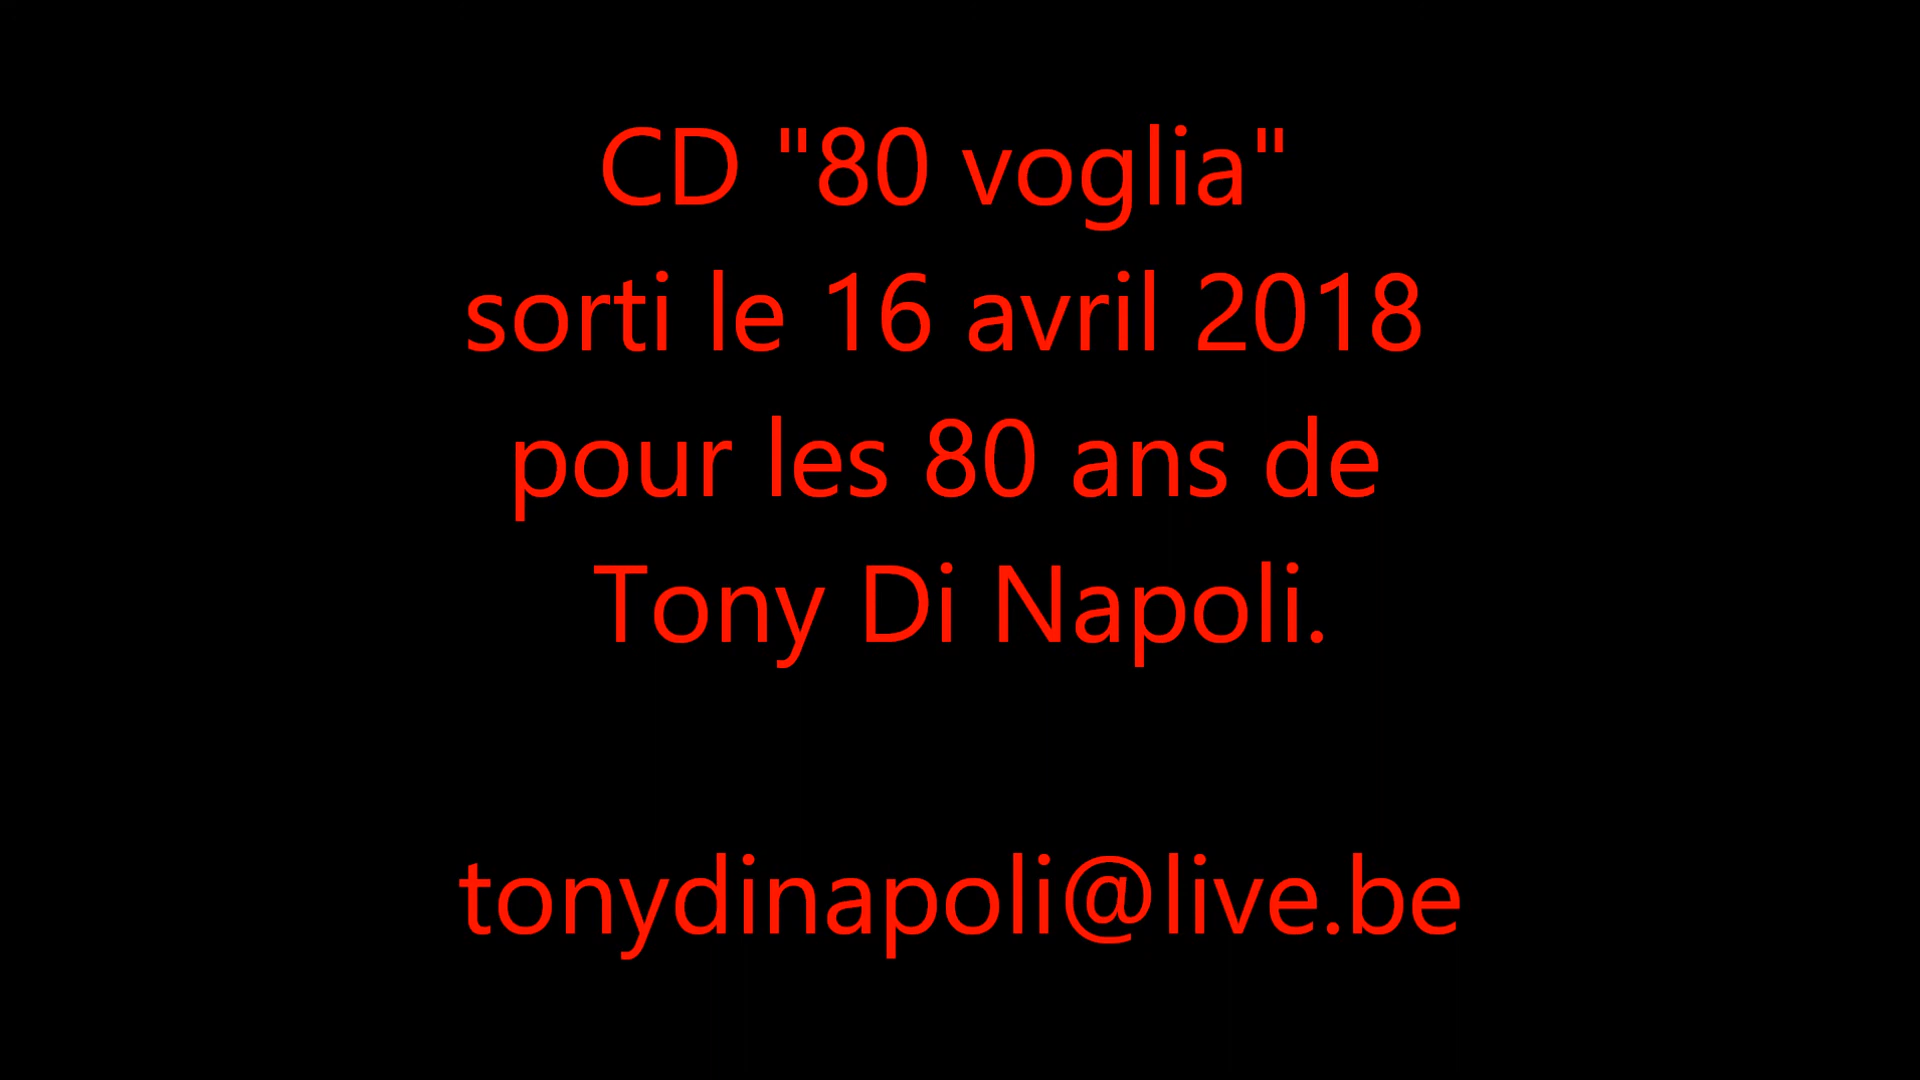 CD "80 voglia"
sorti le 16 avril 2018
pour les 80 ans de
Tony Di Napoli.
tonydinapoli@live.be